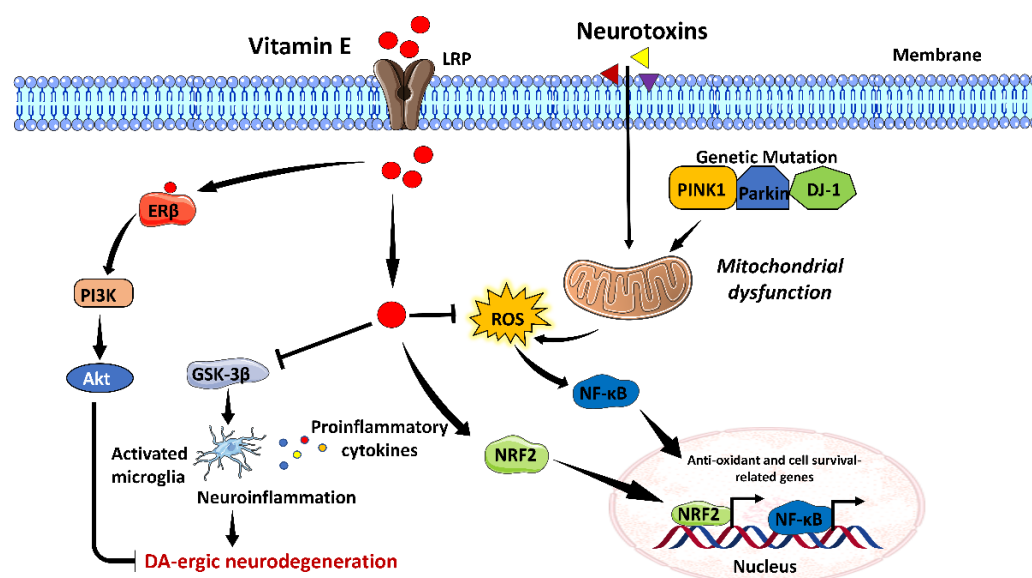 Vitamin E
LRP
Neurotoxins
Membrane
Genetic Mutation
PINK1
Parkin
DJ-1
ERβ
PI3K
Akt
Mitochondrial
dysfunction
ROS
GSK-3β
NF-κB
Activated
microglia
Proinflammatory
cytokines
Neuroinflammation
NRF2
Anti-oxidant and cell survival-
related genes
NRF2
NF-κB
DA-ergic neurodegeneration
Nucleus